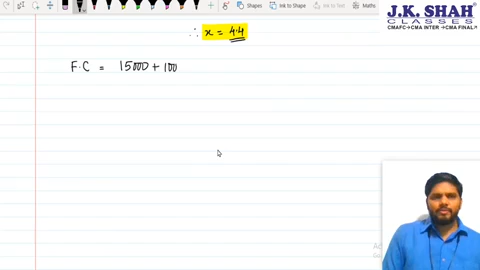 Shapes Ink to Shape Ink to Text Maths
J.K. SHAH®
CLASSES
CMAFC↗CMA INTER↗CMA FINAL↗
∴ x = 4.4
F.C = 15000 + 100